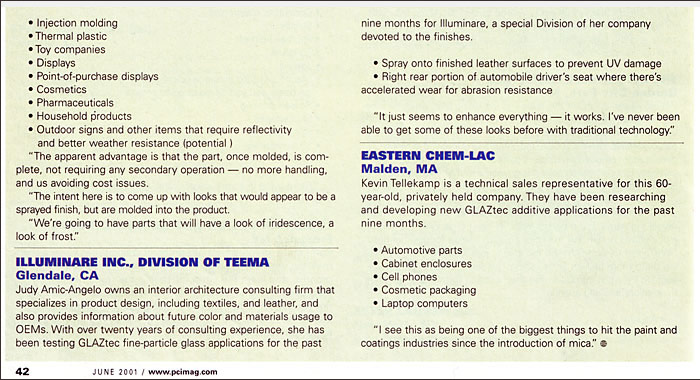 • Injection molding
• Thermal plastic
• Toy companies
• Displays
• Point-of-purchase displays
• Cosmetics
• Pharmaceuticals
• Household products
• Outdoor signs and other items that require reflectivity
and better weather resistance (potential )
"The apparent advantage is that the part, once molded, is com-
plete, not requiring any secondary operation — no more handling,
and us avoiding cost issues.
"The intent here is to come up with looks that would appear to be a
sprayed finish, but are molded into the product.
"We're going to have parts that will have a look of iridescence, a
look of frost."
ILLUMINARE INC., DIVISION OF TEEMA
Glendale, CA
Judy Amic-Angelo owns an interior architecture consulting firm that
specializes in product design, including textiles, and leather, and
also provides information about future color and materials usage to
OEMs. With over twenty years of consulting experience, she has
been testing GLAZtec fine-particle glass applications for the past
nine months for Illuminare, a special Division of her company
devoted to the finishes.
• Spray onto finished leather surfaces to prevent UV damage
• Right rear portion of automobile driver's seat where there's
accelerated wear for abrasion resistance
"It just seems to enhance everything — it works. I've never been
able to get some of these looks before with traditional technology."
EASTERN CHEM-LAC
Malden, MA
Kevin Tellekamp is a technical sales representative for this 60-
year-old, privately held company. They have been researching
and developing new GLAZtec additive applications for the past
nine months.
• Automotive parts
• Cabinet enclosures
• Cell phones
• Cosmetic packaging
• Laptop computers
"I see this as being one of the biggest things to hit the paint and
coatings industries since the introduction of mica."
42 JUNE 2001 / www.pcimag.com